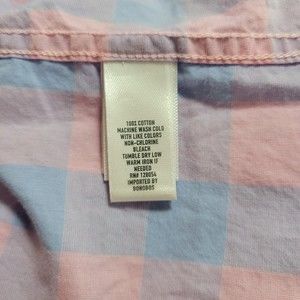 100% COTTON
MACHINE WASH COLD
WITH LIKE COLORS
NON-CHLORINE
BLEACH
TUMBLE DRY LOW
WARM IRON IF
NEEDED
RN# 128054
IMPORTED BY
BONOBOS